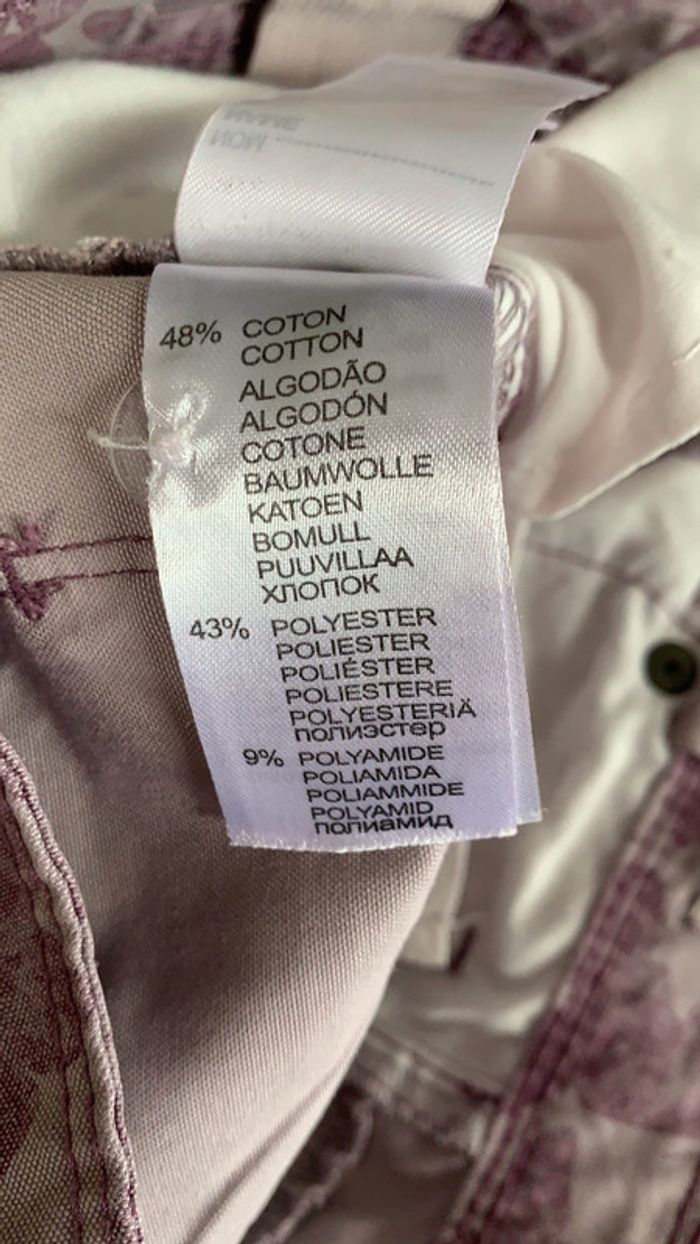 48% COTON
COTTON
ALGODÃO
ALGODÓN
COTONE
BAUMWOLLE
KATOEN
BOMULL
PUUVILLAA
ХЛОПОК
43% POLYESTER
POLIESTER
POLIÉSTER
POLIESTERE
POLYESTERIÄ
полиэстер
9% POLYAMIDE
POLIAMIDA
POLIAMMIDE
POLYAMID
полиамид